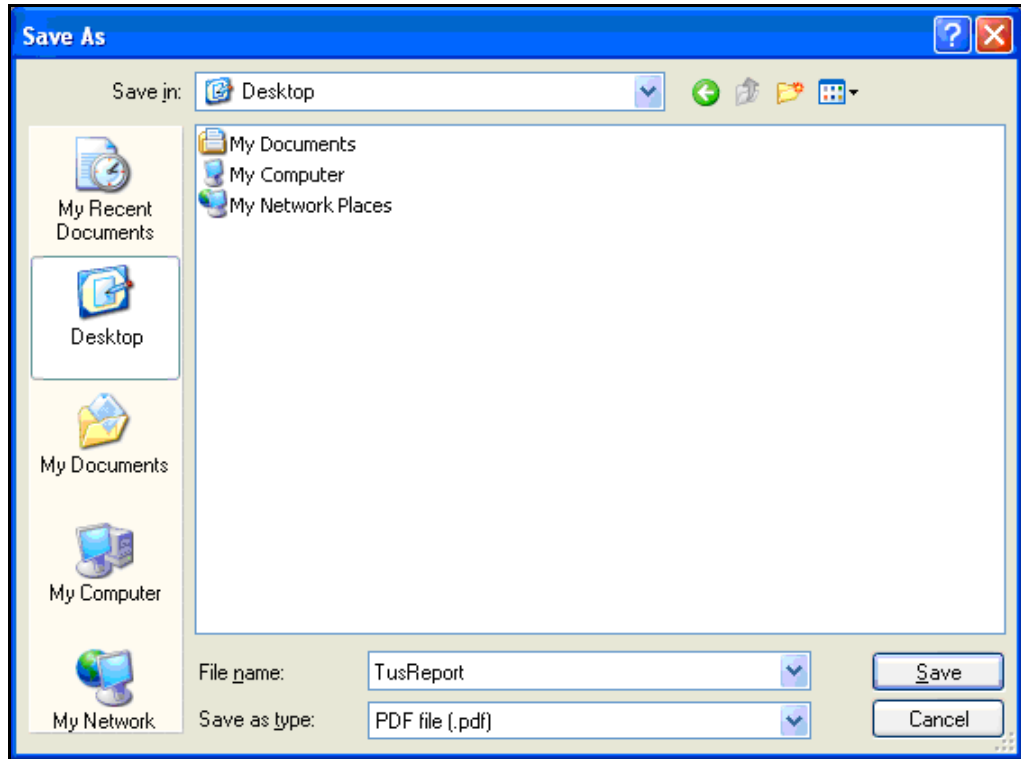 Save As
Save in:
Desktop
My Recent
Documents
Desktop
My Documents
My Computer
My Network
My Documents
My Computer
My Network Places
File name:
TusReport
Save
Save as type:
PDF file (.pdf)
Cancel